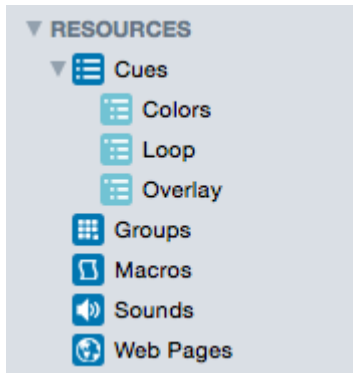 RESOURCES
Cues
Colors
Loop
Overlay
Groups
Macros
Sounds
Web Pages